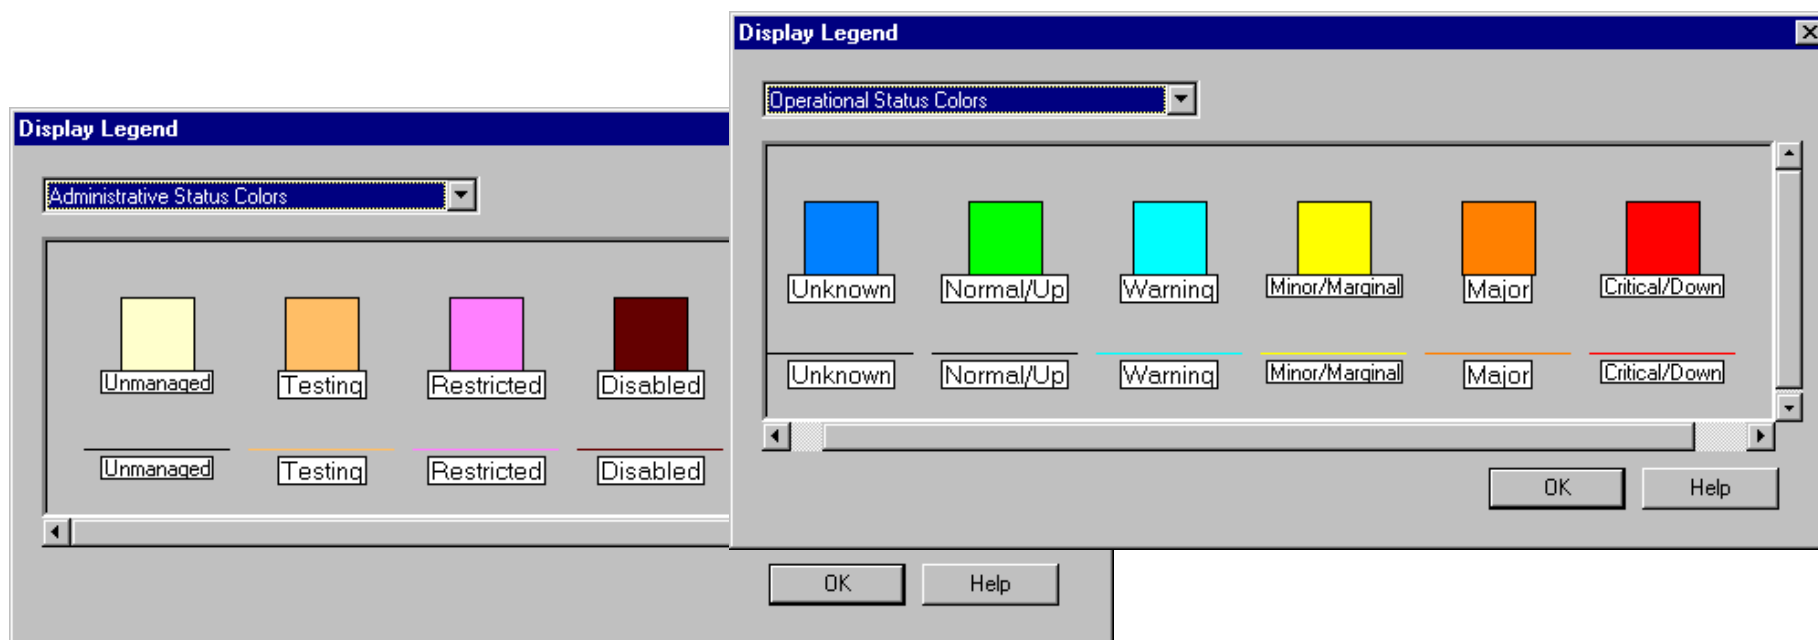 Display Legend
Administrative Status Colors
Unmanaged Testing Restricted Disabled
Unmanaged Testing Restricted Disabled
OK Help
Display Legend
Operational Status Colors
Unknown Normal/Up Warning Minor/Marginal Major Critical/Down
Unknown Normal/Up Warning Minor/Marginal Major Critical/Down
OK Help